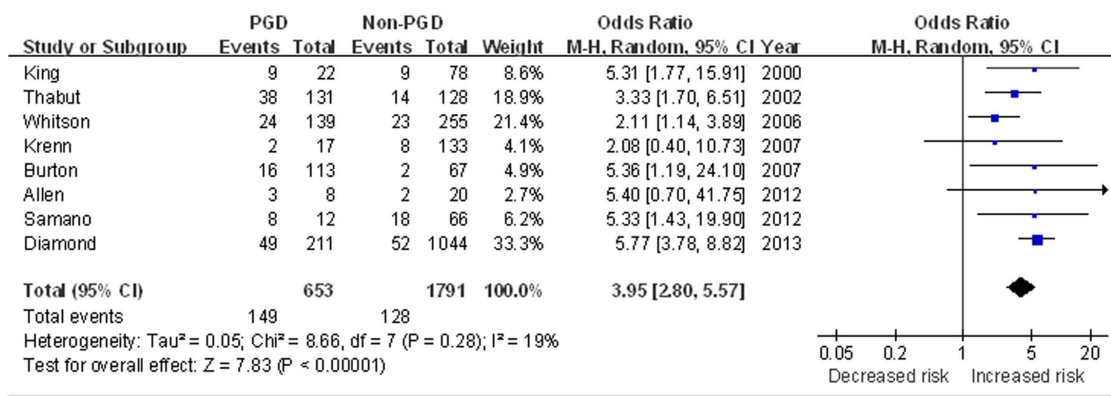 PGD Non-PGD Odds Ratio Odds Ratio
Study or Subgroup Events Total Events Total Weight M-H, Random, 95% CI Year M-H, Random, 95% CI
King 9 22 9 78 8.6% 5.31 [1.77, 15.91] 2000
Thabut 38 131 14 128 18.9% 3.33 [1.70, 6.51] 2002
Whitson 24 139 23 255 21.4% 2.11 [1.14, 3.89] 2006
Krenn 2 17 8 133 4.1% 2.08 [0.40, 10.73] 2007
Burton 16 113 2 67 4.9% 5.36 [1.19, 24.10] 2007
Allen 3 8 2 20 2.7% 5.40 [0.70, 41.75] 2012
Samano 8 12 18 66 6.2% 5.33 [1.43, 19.90] 2012
Diamond 49 211 52 1044 33.3% 5.77 [3.78, 8.82] 2013
Total (95% CI) 653 1791 100.0% 3.95 [2.80, 5.57]
Total events 149 128
Heterogeneity: Tau² = 0.05; Chi² = 8.66, df = 7 (P = 0.28); I² = 19%
Test for overall effect: Z = 7.83 (P < 0.00001)
0.05 0.2 1 5 20
Decreased risk Increased risk